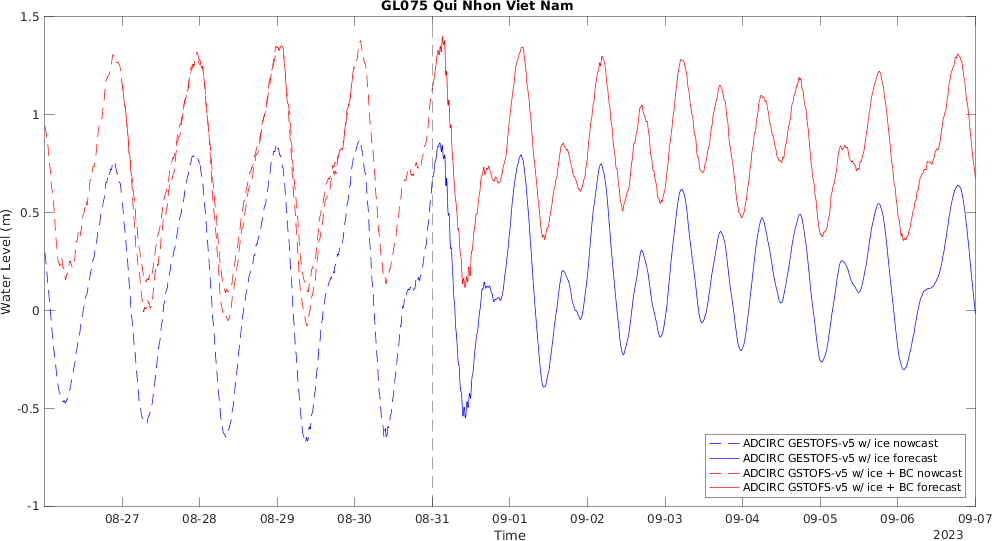 GL075 Qui Nhon Viet Nam
1.5
1
0.5
0
-0.5
-1
Water Level (m)
ADCIRC GESTOFS-v5 w/ ice nowcast
ADCIRC GESTOFS-v5 w/ ice forecast
ADCIRC GSTOFS-v5 w/ ice + BC nowcast
ADCIRC GSTOFS-v5 w/ ice + BC forecast
08-27 08-28 08-29 08-30 08-31 09-01 09-02 09-03 09-04 09-05 09-06 09-07
Time
2023